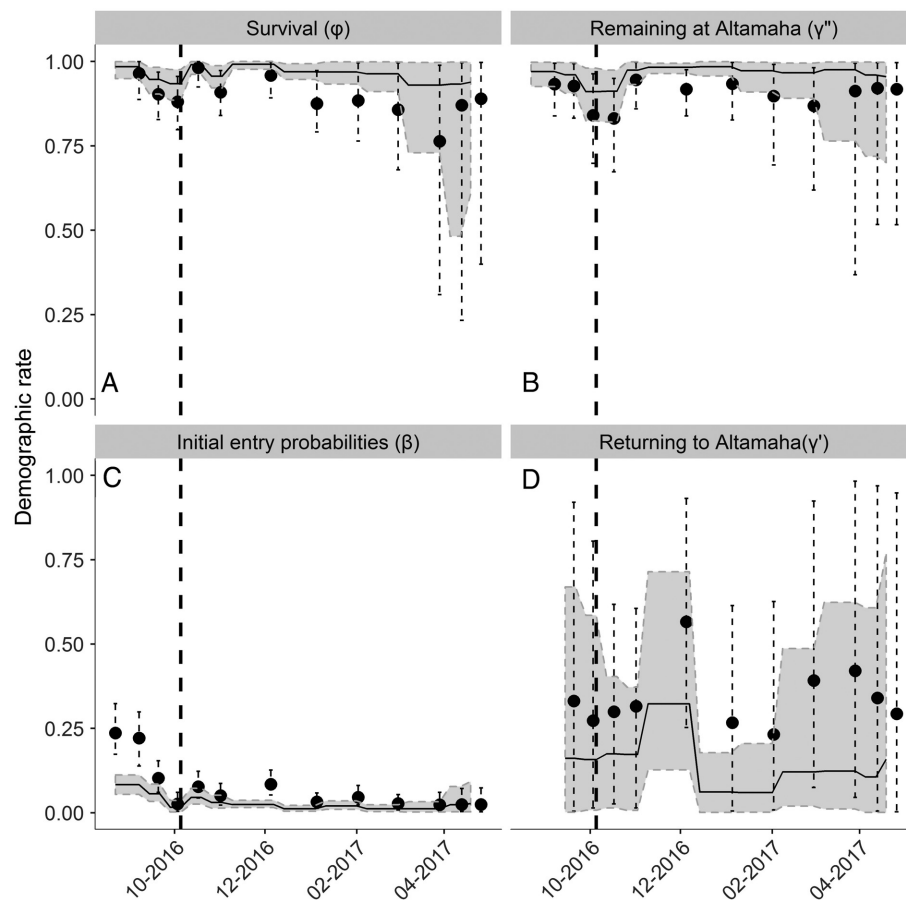 Survival (φ)
Remaining at Altamaha (γ")
1.00
0.75
0.50
0.25
0.00
A
B
Demographic rate
Initial entry probabilities (β)
Returning to Altamaha(γ')
C
D
1.00
0.75
0.50
0.25
0.00
10-2016
12-2016
02-2017
04-2017
10-2016
12-2016
02-2017
04-2017